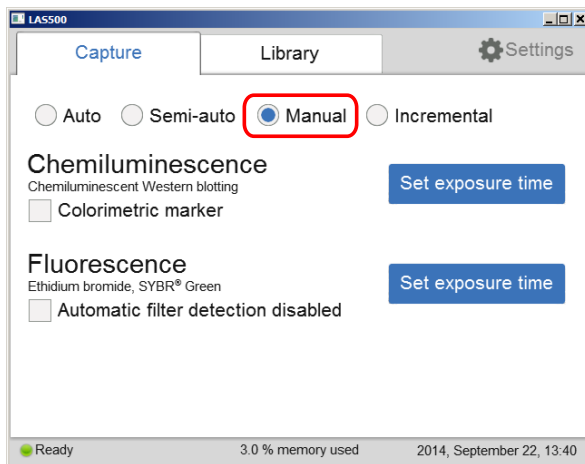 LAS500
Capture Library Settings
Auto Semi-auto Manual Incremental
Chemiluminescence
Chemiluminescent Western blotting
Set exposure time
Colorimetric marker
Fluorescence
Ethidium bromide, SYBR® Green
Set exposure time
Automatic filter detection disabled
Ready 3.0 % memory used 2014, September 22, 13:40